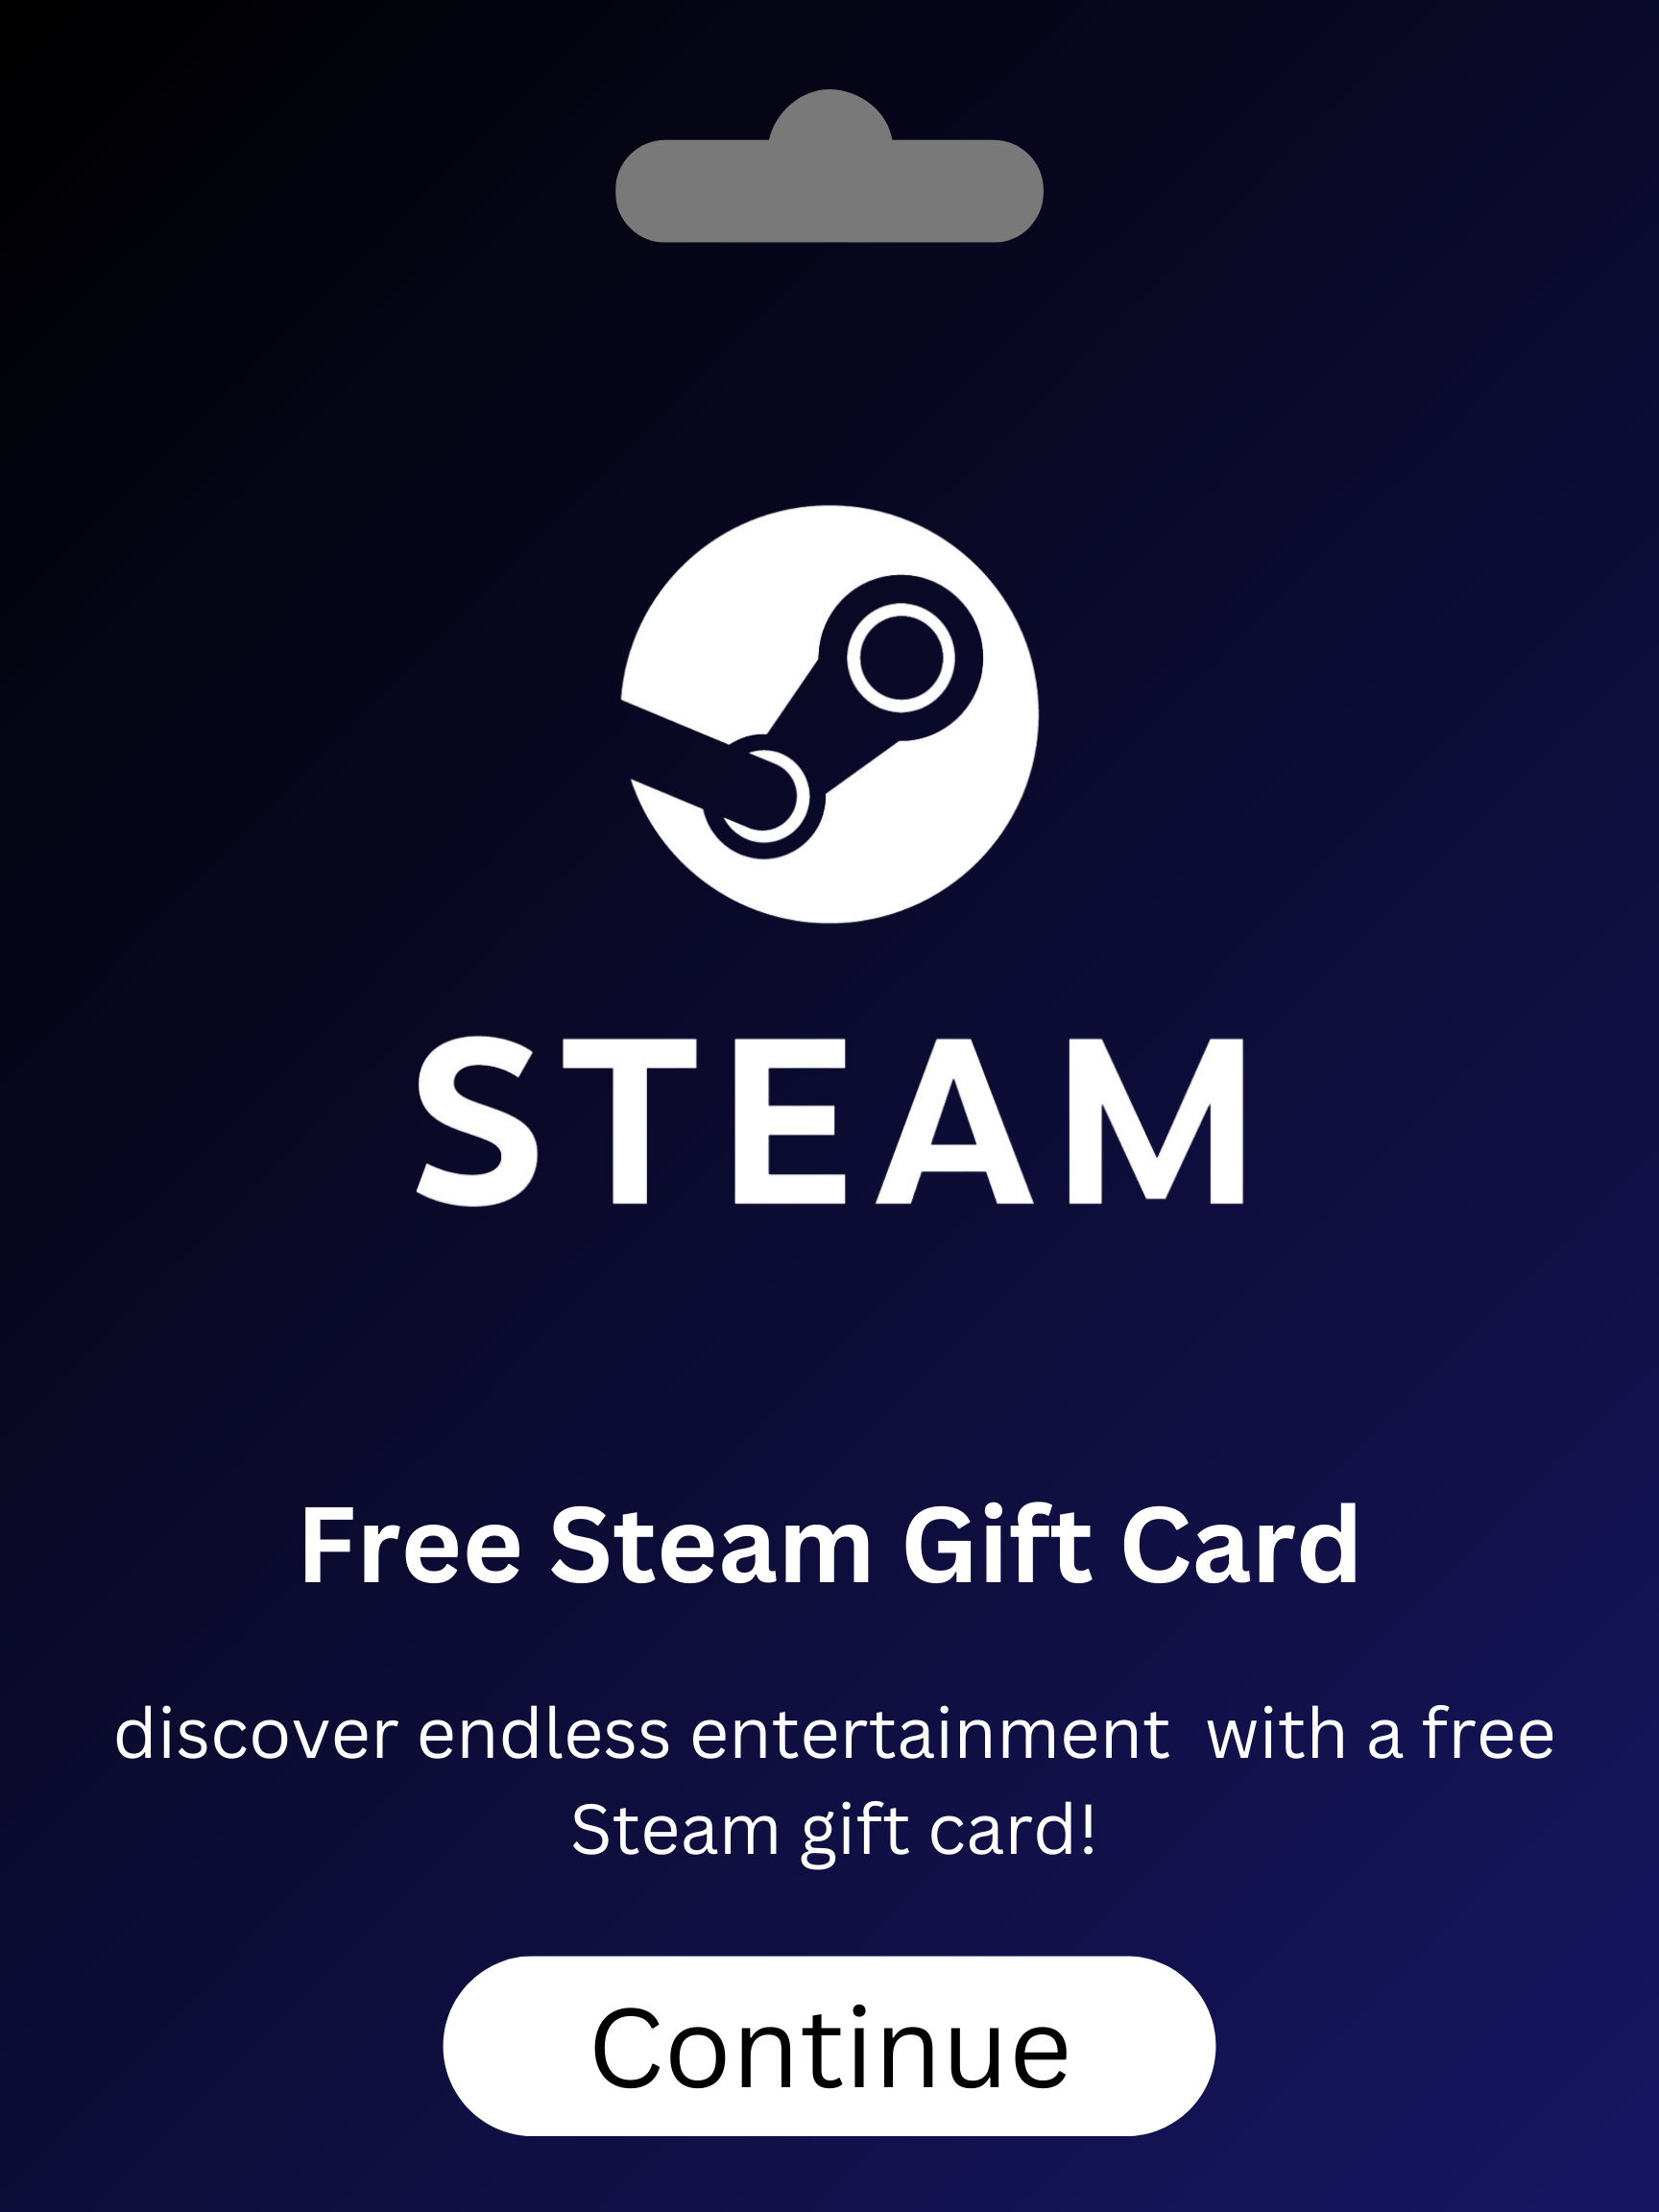 STEAM
Free Steam Gift Card
discover endless entertainment  with a free
Steam gift card!
Continue